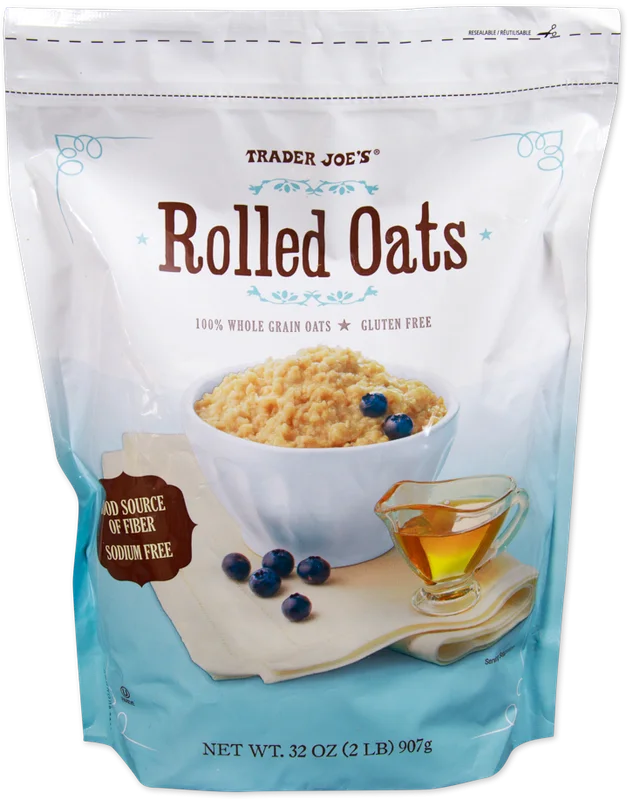 RESEALABLE / RÉUTILISABLE
TRADER JOE'S®
Rolled Oats
100% WHOLE GRAIN OATS ★ GLUTEN FREE
OOD SOURCE
OF FIBER
SODIUM FREE
NET WT. 32 OZ (2 LB) 907g